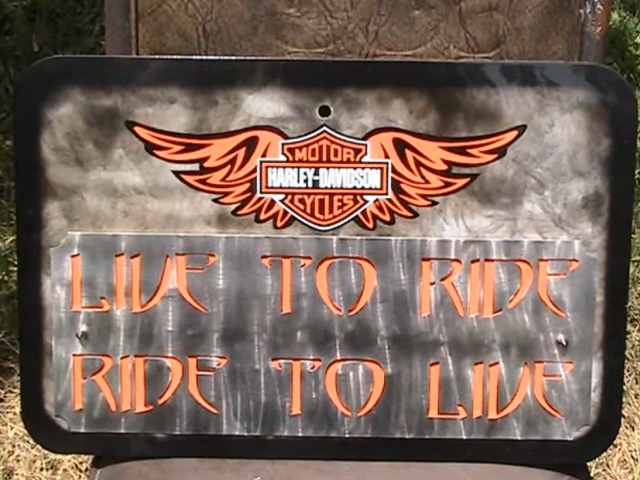 MOTOR
HARLEY-DAVIDSON
CYCLES
LIVE TO RIDE
RIDE TO LIVE